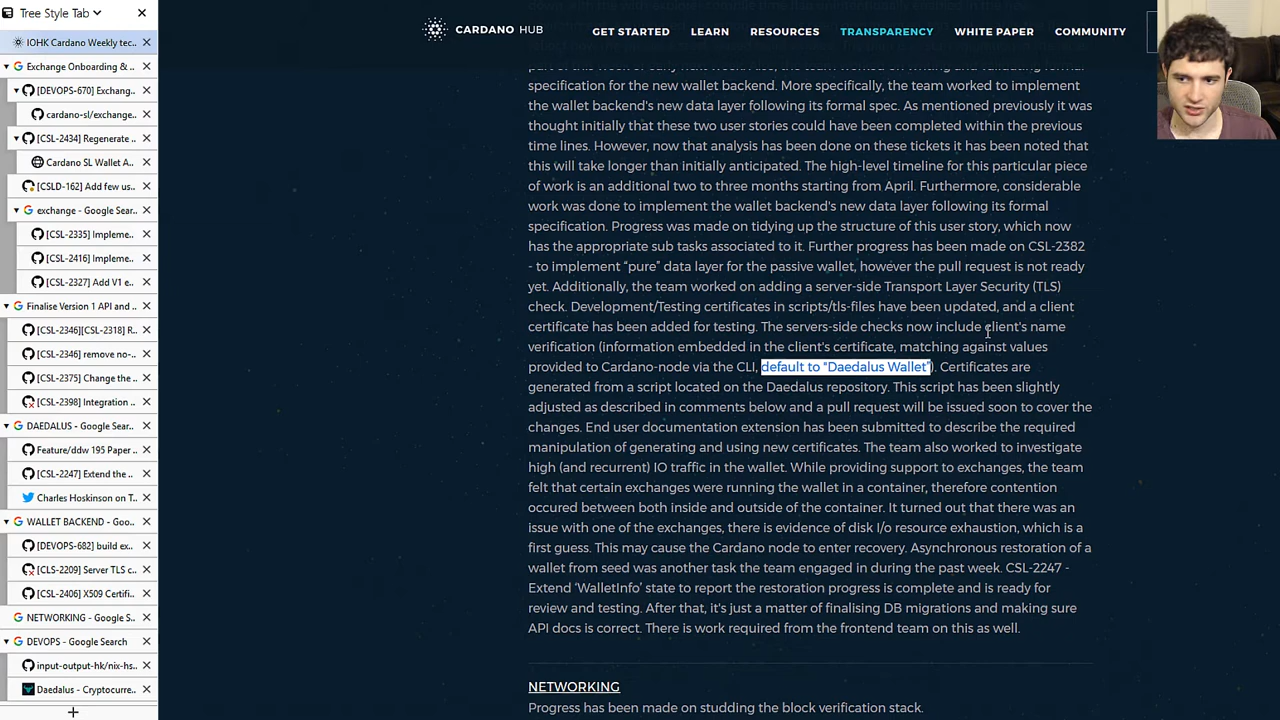 Tree Style Tab
IOHK Cardano Weekly tec..
Exchange Onboarding & ..
[DEVOPS-670] Exchang..
cardano-sl/exchange..
[CSL-2434] Regenerate ..
Cardano SL Wallet A..
[CSLD-162] Add few us..
exchange - Google Sear..
[CSL-2335] Impleme..
[CSL-2416] Impleme..
[CSL-2327] Add V1 e..
Finalise Version 1 API and ..
[CSL-2346][CSL-2318] R..
[CSL-2346] remove no-..
[CSL-2375] Change the ..
[CSL-2398] Integration ..
DAEDALUS - Google Sear..
Feature/ddw 195 Paper ..
[CSL-2247] Extend the ..
Charles Hoskinson on T..
WALLET BACKEND - Goo..
[DEVOPS-682] build ex..
[CLS-2209] Server TLS c..
[CSL-2406] X509 Certifi..
NETWORKING - Google S..
DEVOPS - Google Search
input-output-hk/nix-hs..
Daedalus - Cryptocurre..
CARDANO HUB
GET STARTED LEARN RESOURCES TRANSPARENCY WHITE PAPER COMMUNITY
specification for the new wallet backend. More specifically, the team worked to implement
the wallet backend's new data layer following its formal spec. As mentioned previously it was
thought initially that these two user stories could have been completed within the previous
time lines. However, now that analysis has been done on these tickets it has been noted that
this will take longer than initially anticipated. The high-level timeline for this particular piece
of work is an additional two to three months starting from April. Furthermore, considerable
work was done to implement the wallet backend's new data layer following its formal
specification. Progress was made on tidying up the structure of this user story, which now
has the appropriate sub tasks associated to it. Further progress has been made on CSL-2382
- to implement “pure” data layer for the passive wallet, however the pull request is not ready
yet. Additionally, the team worked on adding a server-side Transport Layer Security (TLS)
check. Development/Testing certificates in scripts/tls-files have been updated, and a client
certificate has been added for testing. The servers-side checks now include client's name
verification (information embedded in the client's certificate, matching against values
provided to Cardano-node via the CLI, default to “Daedalus Wallet”). Certificates are
generated from a script located on the Daedalus repository. This script has been slightly
adjusted as described in comments below and a pull request will be issued soon to cover the
changes. End user documentation extension has been submitted to describe the required
manipulation of generating and using new certificates. The team also worked to investigate
high (and recurrent) IO traffic in the wallet. While providing support to exchanges, the team
felt that certain exchanges were running the wallet in a container, therefore contention
occured between both inside and outside of the container. It turned out that there was an
issue with one of the exchanges, there is evidence of disk I/o resource exhaustion, which is a
first guess. This may cause the Cardano node to enter recovery. Asynchronous restoration of a
wallet from seed was another task the team engaged in during the past week. CSL-2247 -
Extend ‘WalletInfo’ state to report the restoration progress is complete and is ready for
review and testing. After that, it's just a matter of finalising DB migrations and making sure
API docs is correct. There is work required from the frontend team on this as well.
NETWORKING
Progress has been made on studding the block verification stack.